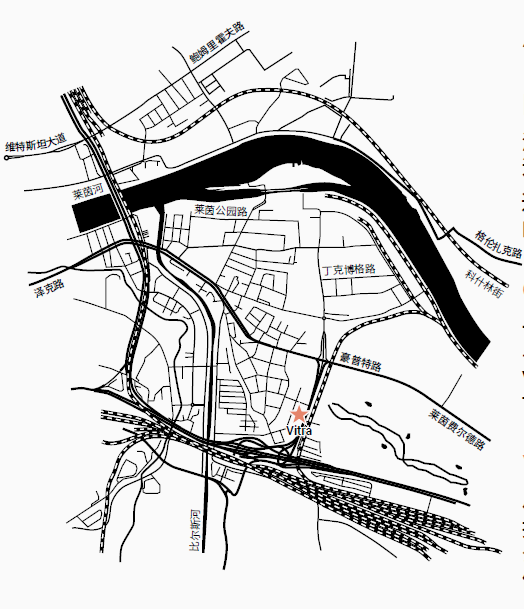 鲍姆里霍夫路
维特斯坦大道
莱茵河
莱茵公园路
格伦扎克路
丁克博格路
科什林街
泽克路
豪普特路
Vitra
莱茵费尔德路
比尔斯河